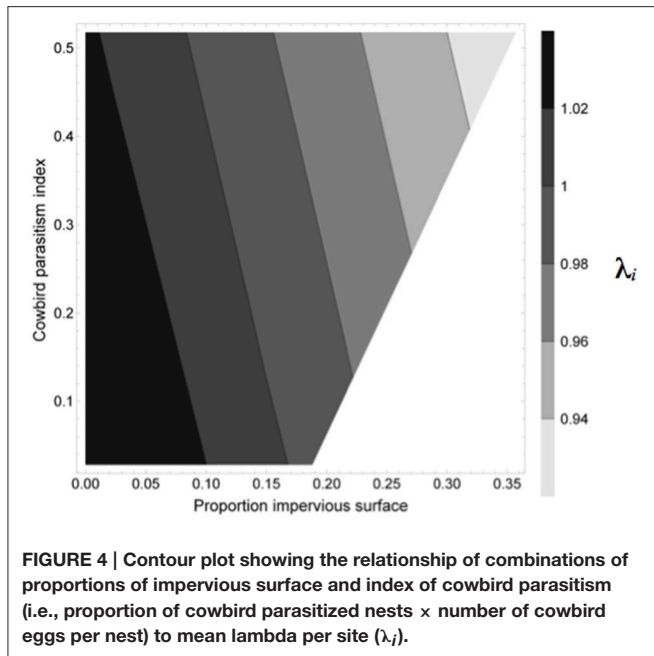 0.5
0.4
0.3
0.2
0.1
Cowbird parasitism index
0.00 0.05 0.10 0.15 0.20 0.25 0.30 0.35
Proportion impervious surface
1.02
1
0.98
0.96
0.94
λi
FIGURE 4 | Contour plot showing the relationship of combinations of
proportions of impervious surface and index of cowbird parasitism
(i.e., proportion of cowbird parasitized nests × number of cowbird
eggs per nest) to mean lambda per site (λi).